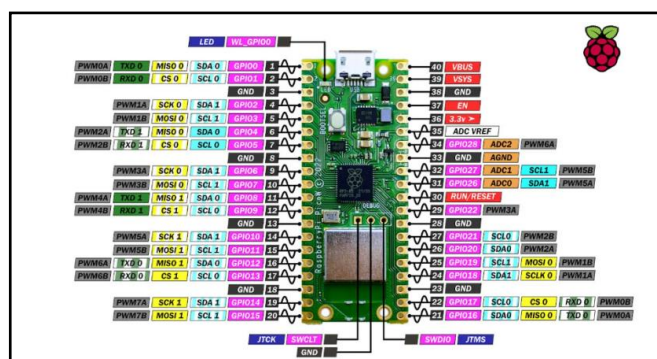 LED WL_GPIO0
PWM0A TXD 0 MISO 0 SDA 0 GPIO0 1
PWM0B RXD 0 CS 0 SCL 0 GPIO1 2
GND 3
PWM1A SCK 0 SDA 1 GPIO2 4
PWM1B MOSI 0 SCL 1 GPIO3 5
PWM2A TXD 1 MISO 0 SDA 0 GPIO4 6
PWM2B RXD 1 CS 0 SCL 0 GPIO5 7
GND 8
PWM3A SCK 0 SDA 1 GPIO6 9
PWM3B MOSI 0 SCL 1 GPIO7 10
PWM4A TXD 1 MISO 1 SDA 0 GPIO8 11
PWM4B RXD 1 CS 1 SCL 0 GPIO9 12
GND 13
PWM5A SCK 1 SDA 1 GPIO10 14
PWM5B MOSI 1 SCL 1 GPIO11 15
PWM6A TXD 0 MISO 1 SDA 0 GPIO12 16
PWM6B RXD 0 CS 1 SCL 0 GPIO13 17
GND 18
PWM7A SCK 1 SDA 1 GPIO14 19
PWM7B MOSI 1 SCL 1 GPIO15 20
BOOTSEL
Raspberry Pi Pico W © 2022
DEBUG
40 VBUS
39 VSYS
38 GND
37 EN
36 3.3v
35 ADC VREF
34 GPIO28 ADC2 PWM6A
33 GND AGND
32 GPIO27 ADC1 SCL1 PWM5B
31 GPIO26 ADC0 SDA1 PWM5A
30 RUN/RESET
29 GPIO22 PWM3A
28 GND
27 GPIO21 SCL0 PWM2B
26 GPIO20 SDA0 PWM2A
25 GPIO19 SCL1 MOSI 0 PWM1B
24 GPIO18 SDA1 SCLK 0 PWM1A
23 GND
22 GPIO17 SCL0 CS 0 RXD 0 PWM0B
21 GPIO16 SDA0 MISO 0 TXD 0 PWM0A
JTCK SWCLT
SWDIO JTMS
GND